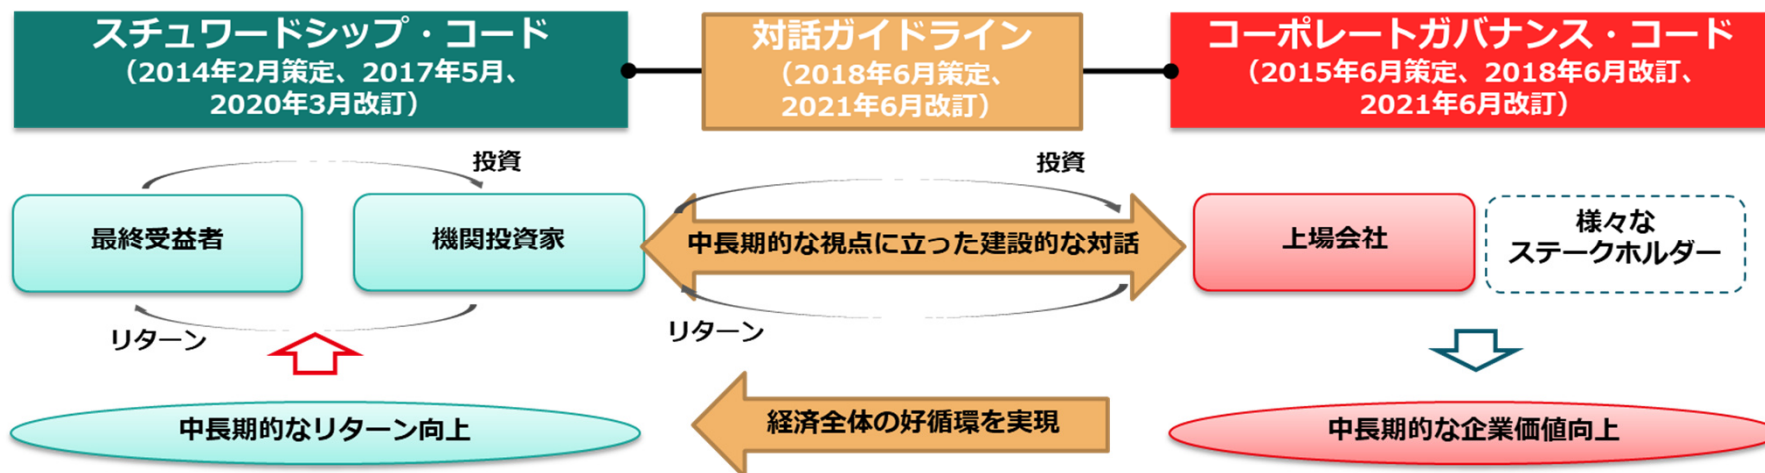 スチュワードシップ・コード
（2014年2月策定、2017年5月、
2020年3月改訂）
対話ガイドライン
（2018年6月策定、
2021年6月改訂）
コーポレートガバナンス・コード
（2015年6月策定、2018年6月改訂、
2021年6月改訂）
投資
投資
最終受益者
機関投資家
中長期的な視点に立った建設的な対話
上場会社
様々な
ステークホルダー
リターン
リターン
中長期的なリターン向上
経済全体の好循環を実現
中長期的な企業価値向上